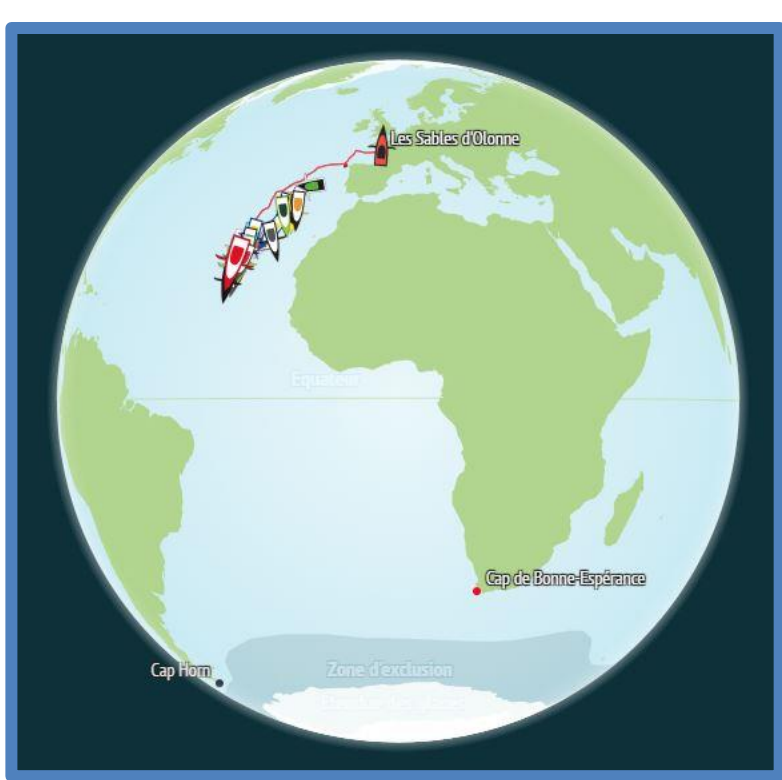 Les Sables d'Olonne
Equateur
Cap de Bonne-Espérance
Cap Horn
Zone d'exclusion